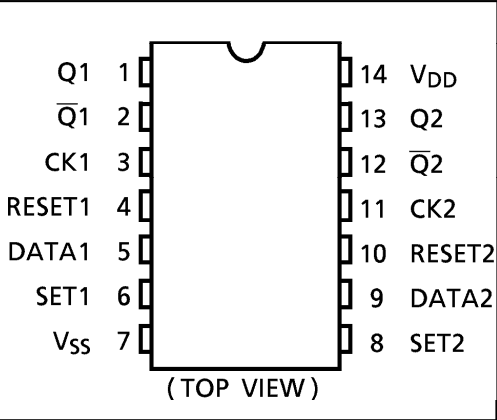 Q1 1 14 VDD
Q̅1 2 13 Q2
CK1 3 12 Q̅2
RESET1 4 11 CK2
DATA1 5 10 RESET2
SET1 6 9 DATA2
VSS 7 8 SET2
(TOP VIEW)